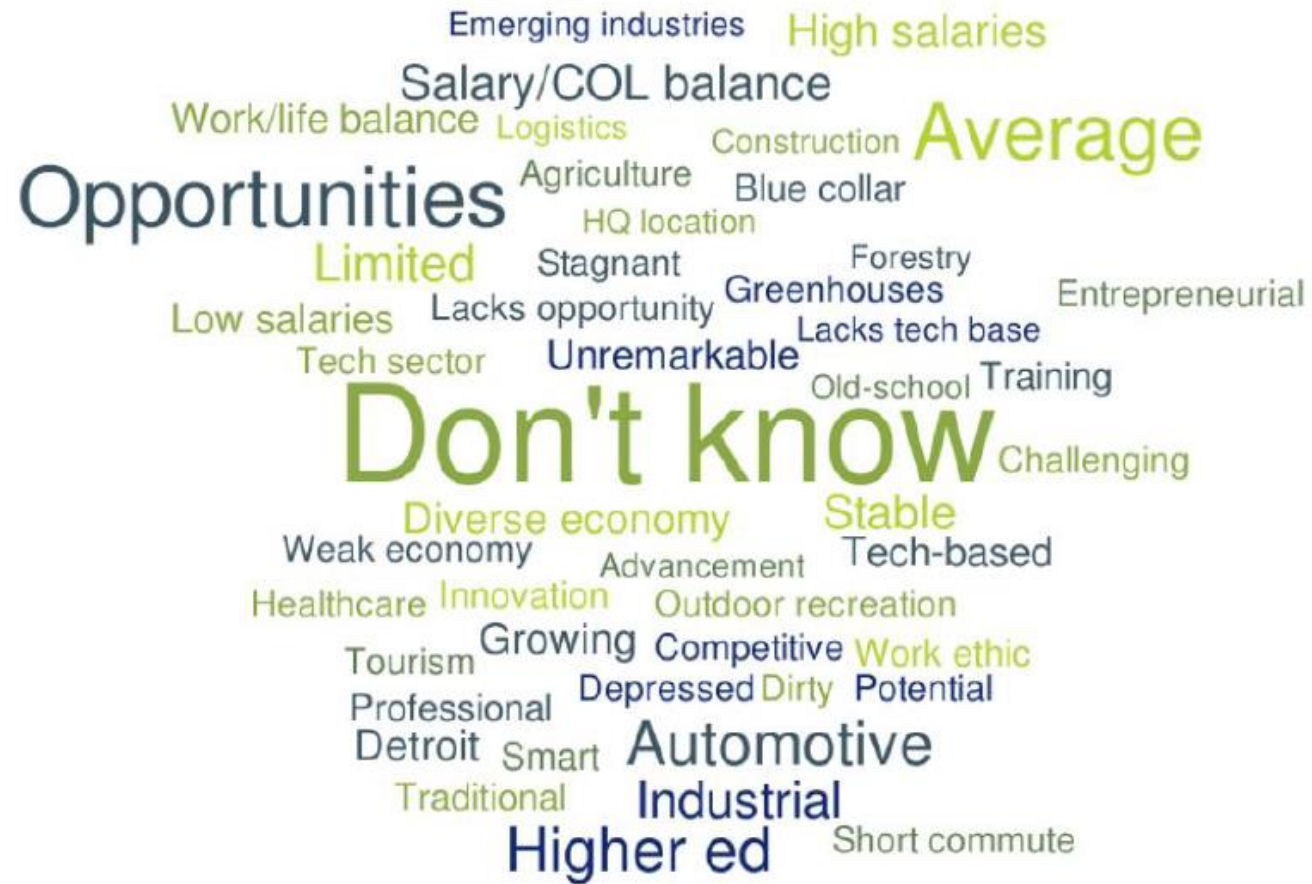 Emerging industries
High salaries
Salary/COL balance
Work/life balance
Logistics
Construction
Average
Opportunities
Agriculture
Blue collar
HQ location
Limited
Stagnant
Forestry
Greenhouses
Entrepreneurial
Low salaries
Lacks opportunity
Lacks tech base
Tech sector
Unremarkable
Old-school
Training
Don't know
Challenging
Diverse economy
Stable
Weak economy
Advancement
Tech-based
Healthcare
Innovation
Outdoor recreation
Growing
Competitive
Work ethic
Tourism
Depressed
Dirty
Potential
Professional
Detroit
Smart
Automotive
Traditional
Industrial
Higher ed
Short commute